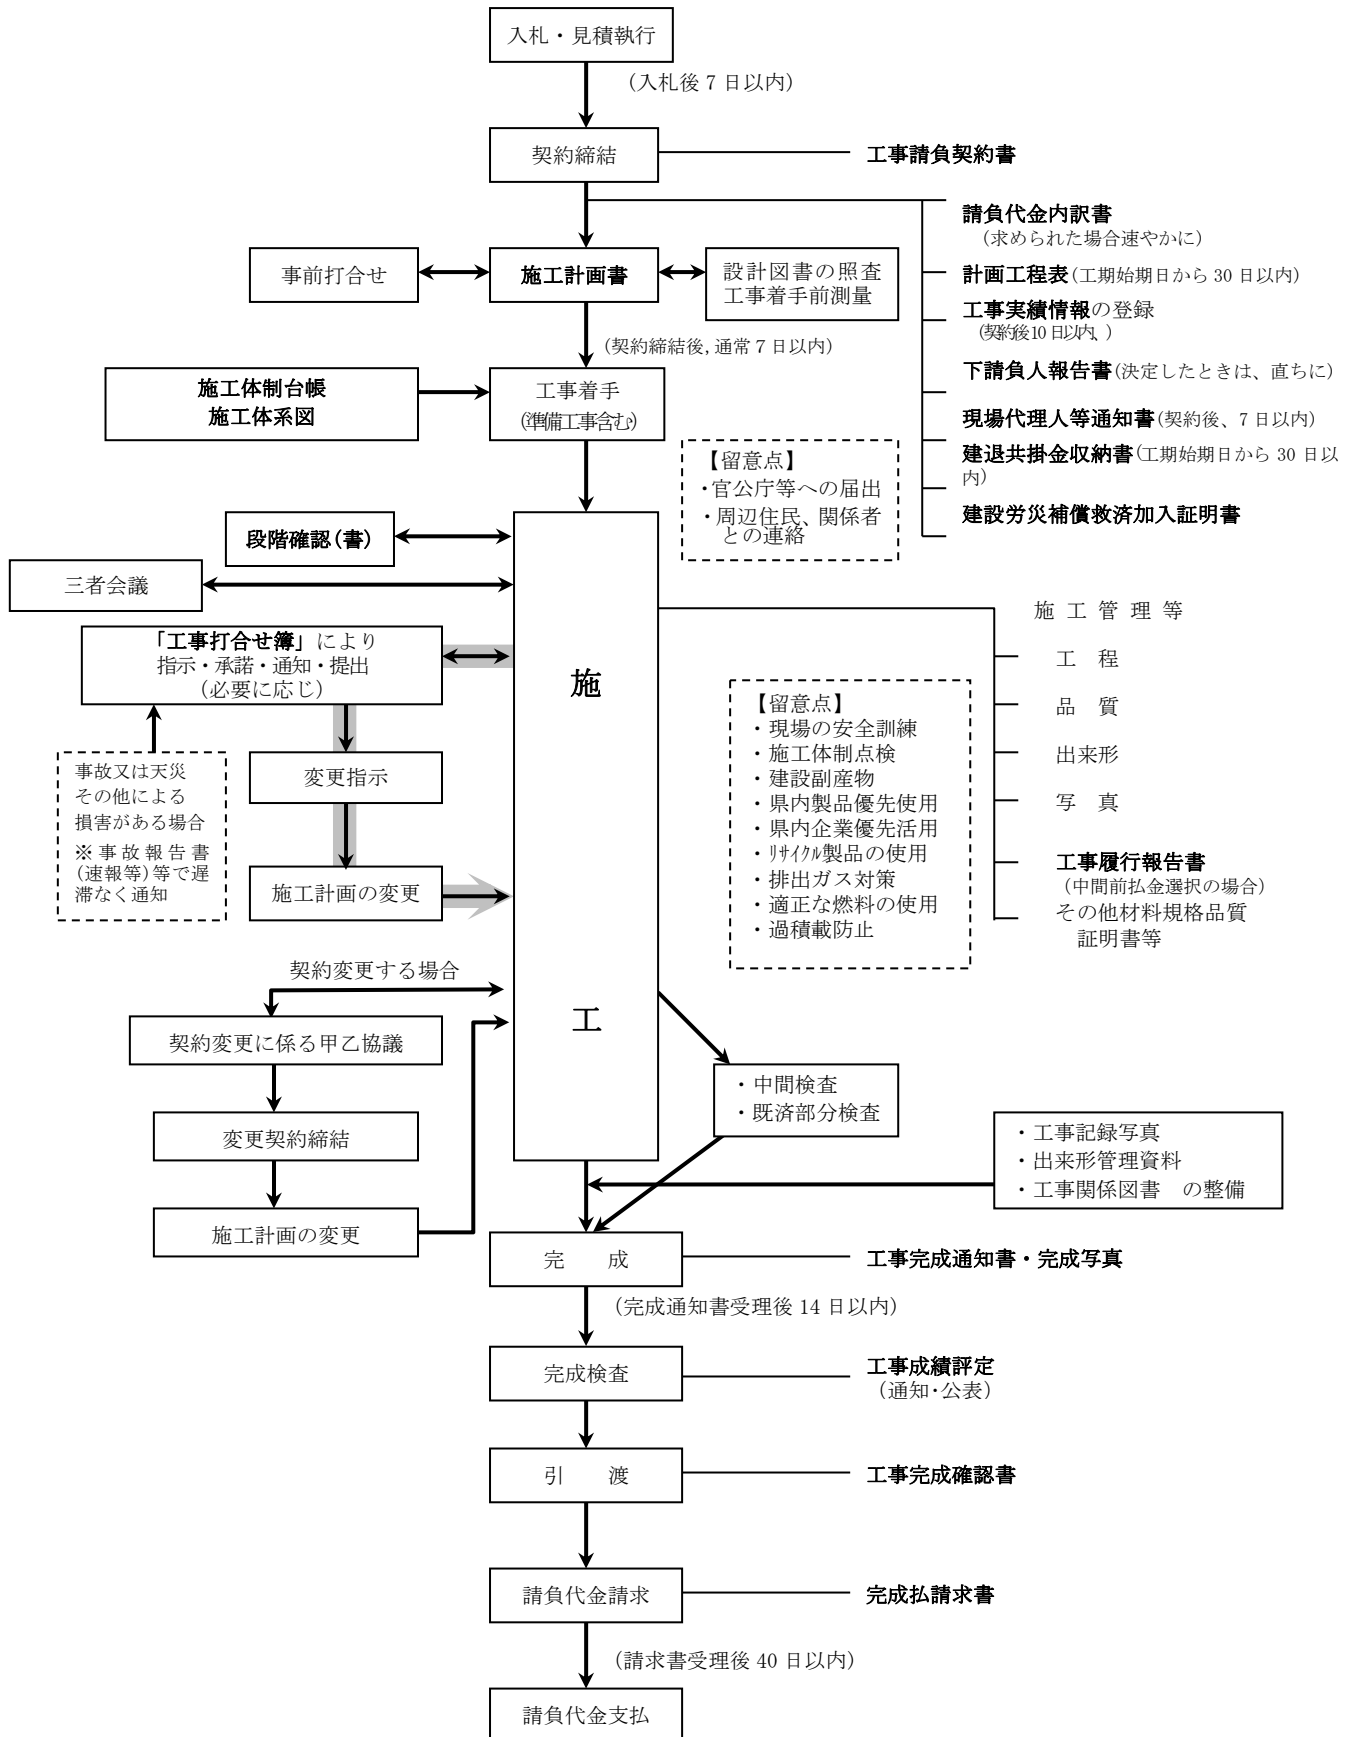 入札・見積執行
(入札後 7 日以内)
契約締結
工事請負契約書
請負代金内訳書
(求められた場合速やかに)
事前打合せ
施工計画書
設計図書の照査
工事着手前測量
計画工程表(工期始期日から 30 日以内)
工事実績情報の登録
(契約後10日以内、)
(契約締結後,通常 7 日以内)
下請負人報告書(決定したときは、直ちに)
施工体制台帳
施工体系図
工事着手
(準備工事含む)
現場代理人等通知書(契約後、7 日以内)
建退共掛金収納書(工期始期日から 30 日以
内)
建設労災補償救済加入証明書
【留意点】
・官公庁等への届出
・周辺住民、関係者
との連絡
段階確認(書)
三者会議
「工事打合せ簿」により
指示・承諾・通知・提出
(必要に応じ)
施
工
施 工 管 理 等
工 程
品 質
出来形
写 真
工事履行報告書
(中間前払金選択の場合)
その他材料規格品質
証明書等
【留意点】
・現場の安全訓練
・施工体制点検
・建設副産物
・県内製品優先使用
・県内企業優先活用
・ﾘｻｲｸﾙ製品の使用
・排出ガス対策
・適正な燃料の使用
・過積載防止
事故又は天災
その他による
損害がある場合
※事故報告書
(速報等)等で遅
滞なく通知
変更指示
施工計画の変更
契約変更する場合
契約変更に係る甲乙協議
変更契約締結
施工計画の変更
・中間検査
・既済部分検査
・工事記録写真
・出来形管理資料
・工事関係図書 の整備
完 成
工事完成通知書・完成写真
(完成通知書受理後 14 日以内)
完成検査
工事成績評定
(通知・公表)
引 渡
工事完成確認書
請負代金請求
完成払請求書
(請求書受理後 40 日以内)
請負代金支払